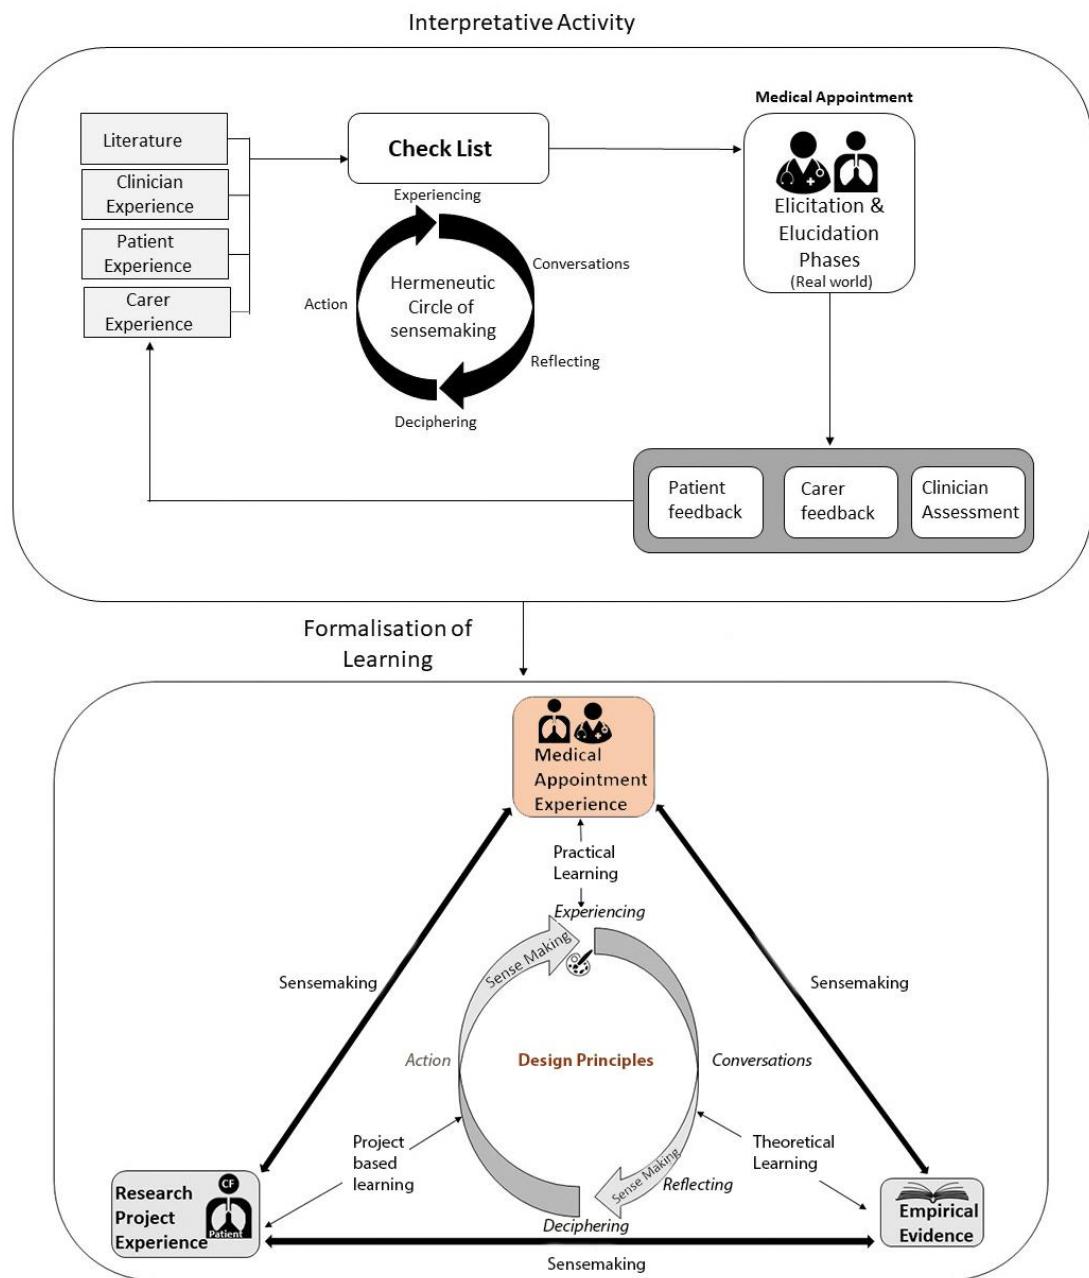 Interpretative Activity
Literature
Clinician
Experience
Patient
Experience
Carer
Experience
Check List
Experiencing
Conversations
Hermeneutic
Circle of
sensemaking
Action
Reflecting
Deciphering
Medical Appointment
Elicitation &
Elucidation
Phases
(Real world)
Patient
feedback
Carer
feedback
Clinician
Assessment
Formalisation of
Learning
Medical
Appointment
Experience
Practical
Learning
Experiencing
Sense Making
Sensemaking
Sensemaking
Action
Design Principles
Conversations
Project
based
learning
Theoretical
Learning
Sense Making
Reflecting
Deciphering
Research
Project
Experience
CF
Patient
Empirical
Evidence
Sensemaking